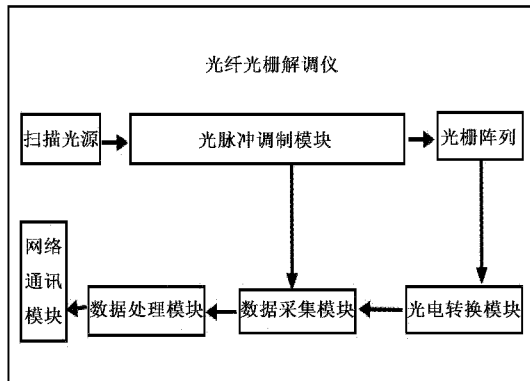 光纤光栅解调仪
扫描光源
光脉冲调制模块
光栅阵列
网络
通讯
模块
数据处理模块
数据采集模块
光电转换模块